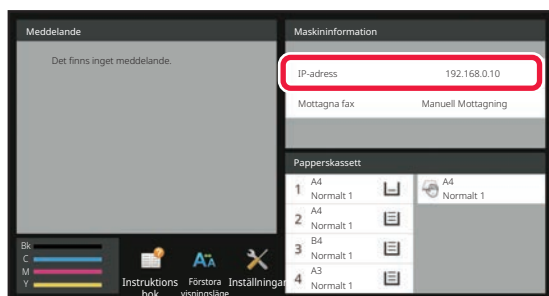 Meddelande
Det finns inget meddelande.
Maskininformation
IP-adress 192.168.0.10
Mottagna fax Manuell Mottagning
Papperskassett
1 A4
Normalt 1
A4
Normalt 1
2 A4
Normalt 1
3 B4
Normalt 1
4 A3
Normalt 1
Bk
C
M
Y
Instruktions
bok
Förstora
visningsläge
Inställningar